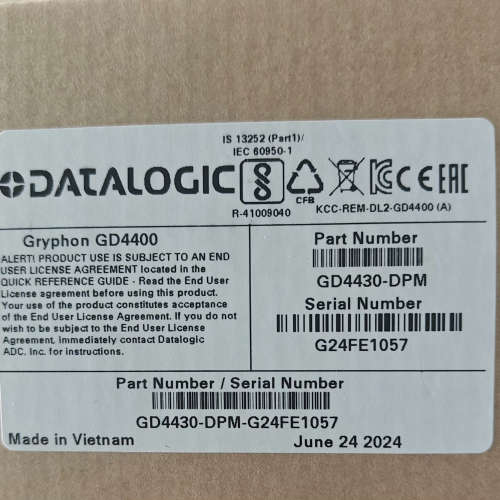 IS 13252 (Part1)/
IEC 60950-1
DATALOGIC
R-41009040
CFB
KCC-REM-DL2-GD4400 (A)
Gryphon GD4400
ALERT! PRODUCT USE IS SUBJECT TO AN END
USER LICENSE AGREEMENT located in the
QUICK REFERENCE GUIDE - Read the End User
License agreement before using this product.
Your use of the product constitutes acceptance
of the End User License Agreement. If you do not
wish to be subject to the End User License
Agreement, immediately contact Datalogic
ADC. Inc. for instructions.
Part Number
GD4430-DPM
Serial Number
G24FE1057
Part Number / Serial Number
GD4430-DPM-G24FE1057
Made in Vietnam
June 24 2024